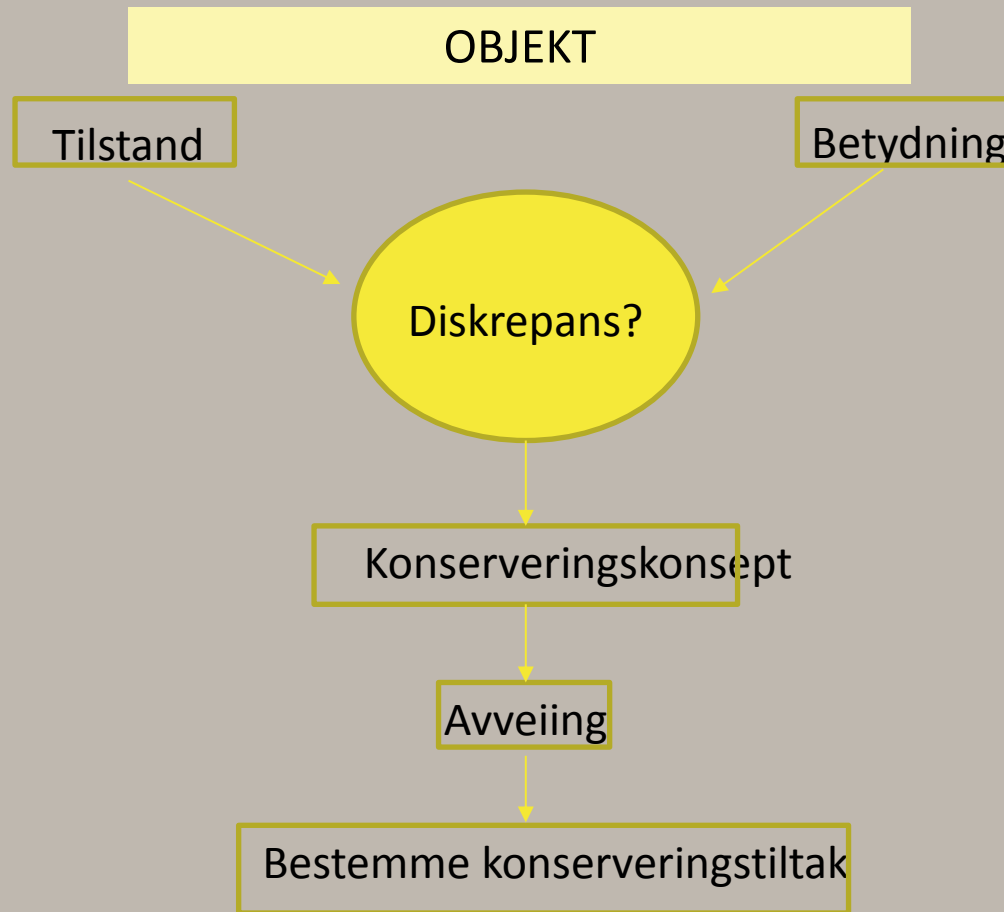 OBJEKT
Tilstand
Betydning
Diskrepans?
Konserveringskonsept
Avveiing
Bestemme konserveringstiltak